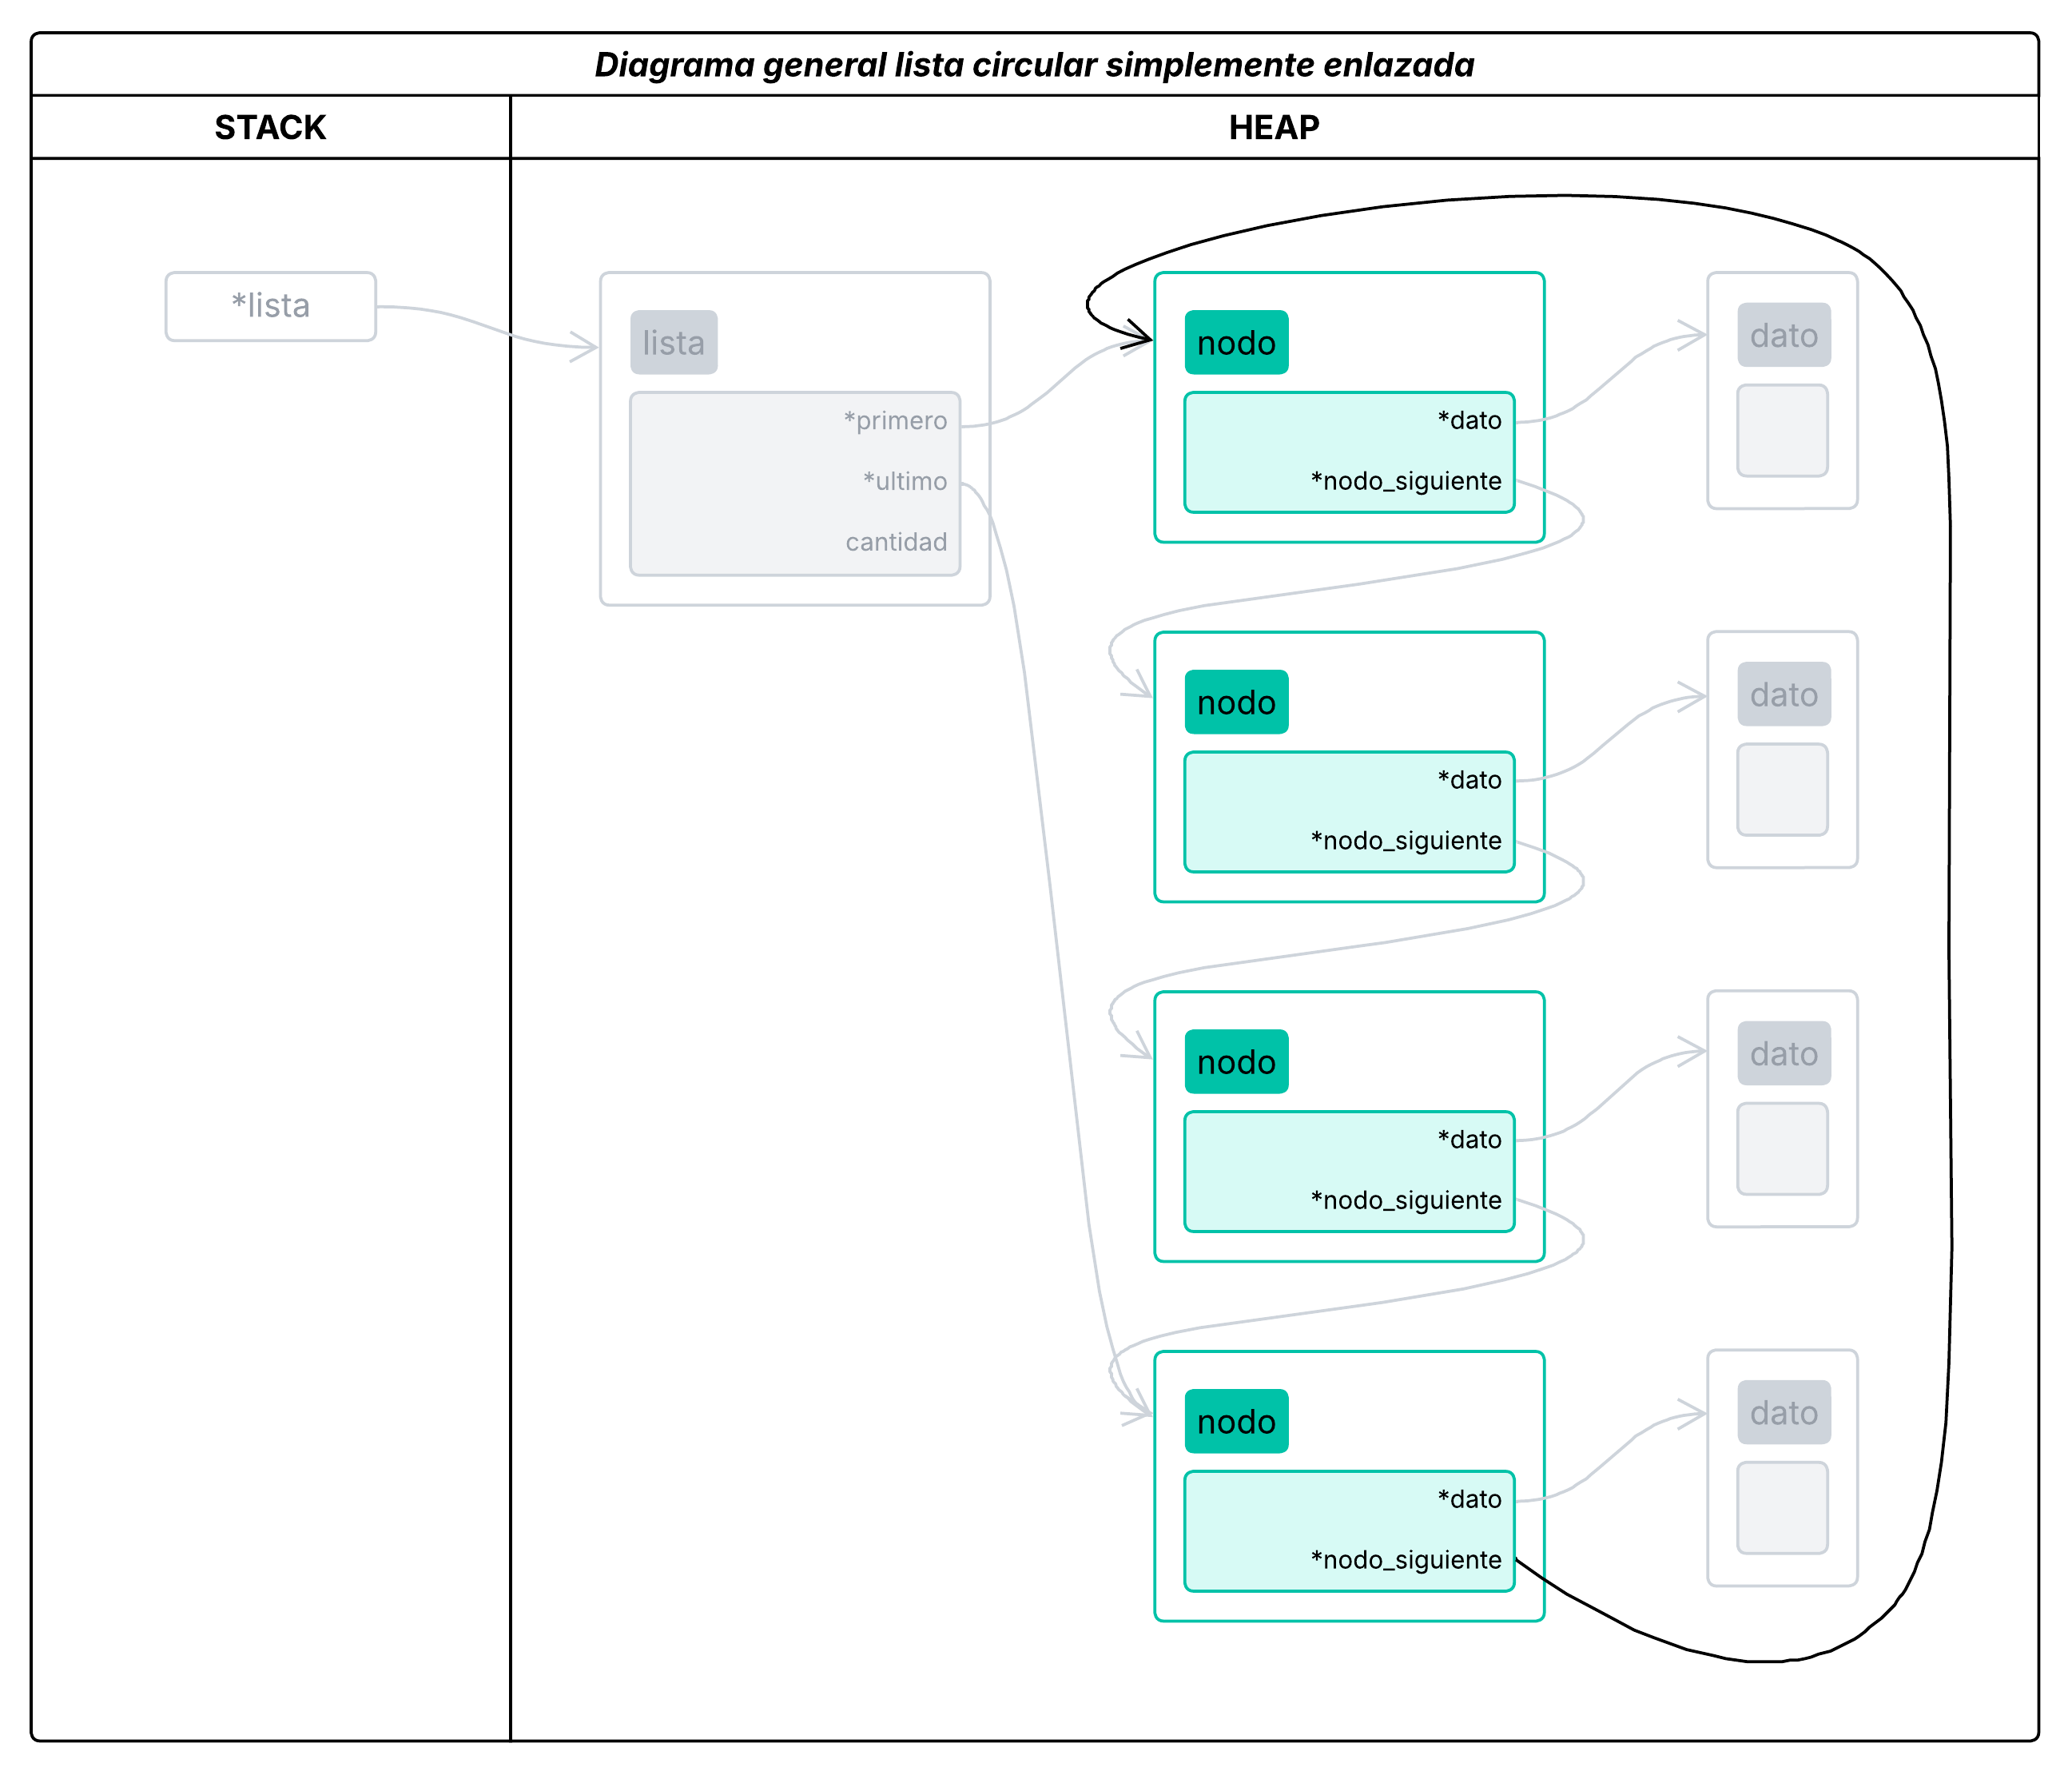 Diagrama general lista circular simplemente enlazada
STACK
HEAP
*lista
lista
*primero
*ultimo
cantidad
nodo
*dato
*nodo_siguiente
dato
nodo
*dato
*nodo_siguiente
dato
nodo
*dato
*nodo_siguiente
dato
nodo
*dato
*nodo_siguiente
dato